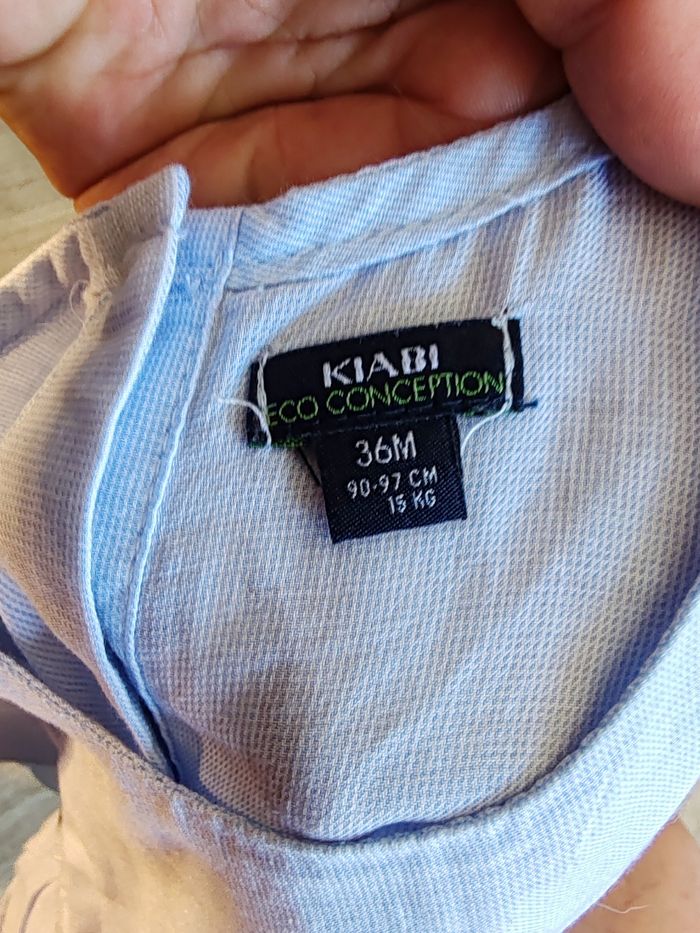 KIABI
ECO CONCEPTION
36M
90-97 CM
15 KG